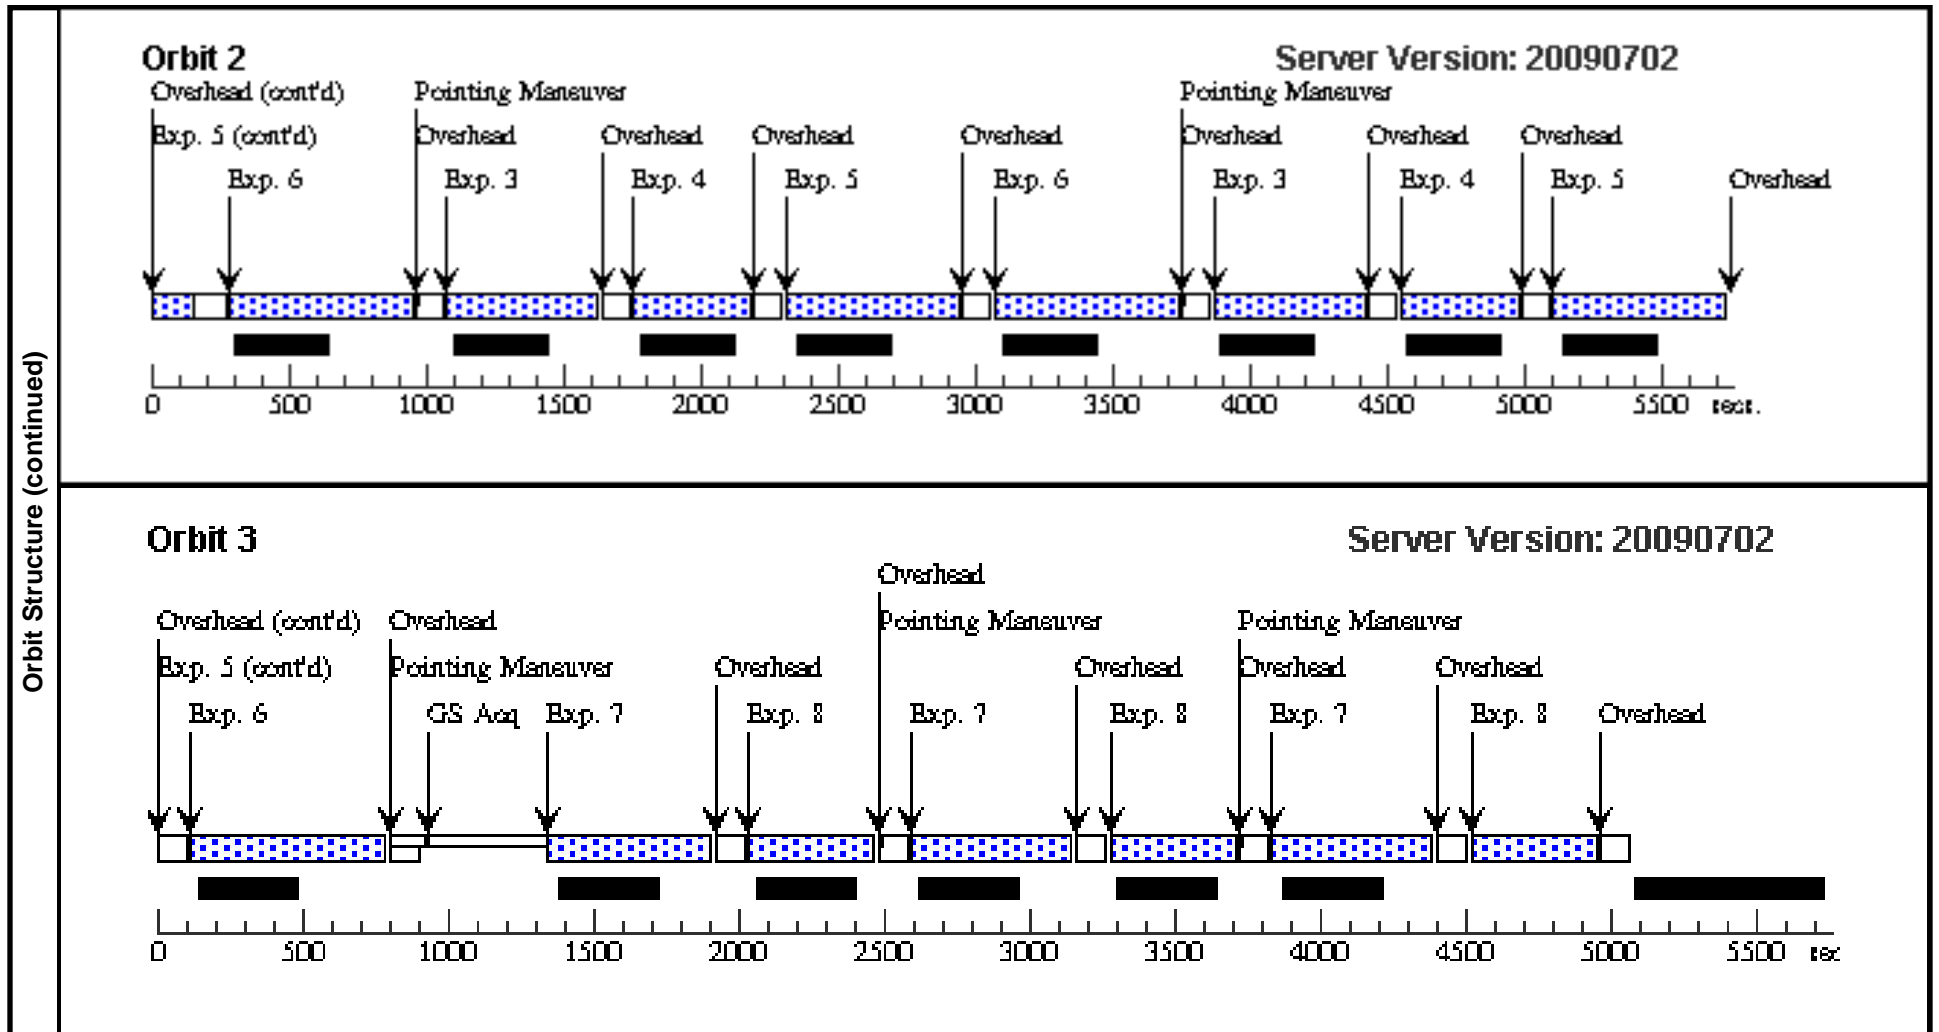 Orbit Structure (continued)
Orbit 2 Server Version: 20090702
Overhead (cont'd) Pointing Maneuver Pointing Maneuver
Exp. 5 (cont'd) Overhead Overhead Overhead Overhead Overhead Overhead Overhead
Exp. 6 Exp. 3 Exp. 4 Exp. 5 Exp. 6 Exp. 3 Exp. 4 Exp. 5 Overhead
0 500 1000 1500 2000 2500 3000 3500 4000 4500 5000 5500 secs.
Orbit 3 Server Version: 20090702
Overhead
Overhead (cont'd) Overhead Pointing Maneuver Pointing Maneuver
Exp. 5 (cont'd) Pointing Maneuver Overhead Overhead Overhead Overhead
Exp. 6 GS Acq Exp. 7 Exp. 8 Exp. 7 Exp. 8 Exp. 7 Exp. 8 Overhead
0 500 1000 1500 2000 2500 3000 3500 4000 4500 5000 5500 sec